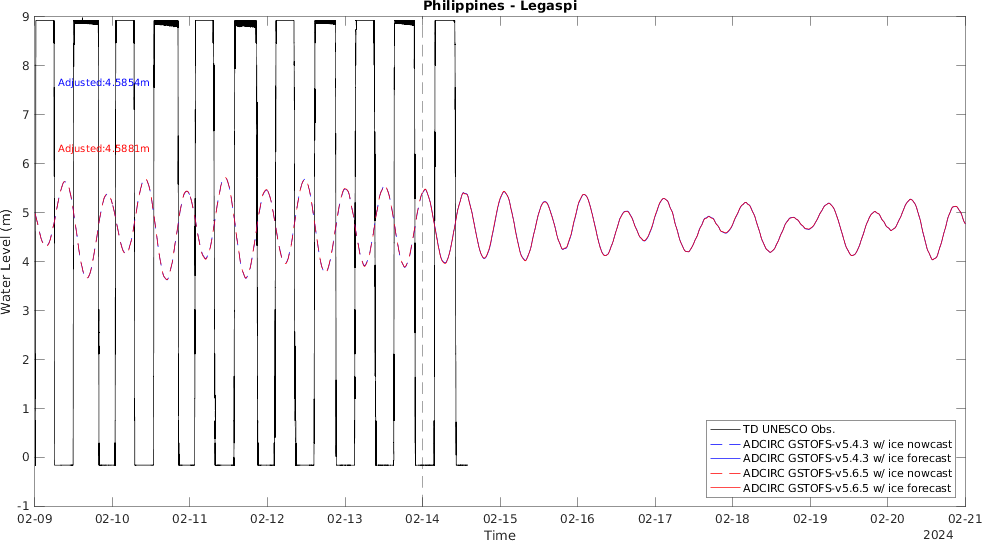 Philippines - Legaspi
9
8
Adjusted:4.5854m
7
Adjusted:4.5881m
6
5
4
3
2
1
0
-1
Water Level (m)
TD UNESCO Obs.
ADCIRC GSTOFS-v5.4.3 w/ ice nowcast
ADCIRC GSTOFS-v5.4.3 w/ ice forecast
ADCIRC GSTOFS-v5.6.5 w/ ice nowcast
ADCIRC GSTOFS-v5.6.5 w/ ice forecast
02-09 02-10 02-11 02-12 02-13 02-14 02-15 02-16 02-17 02-18 02-19 02-20 02-21
Time
2024